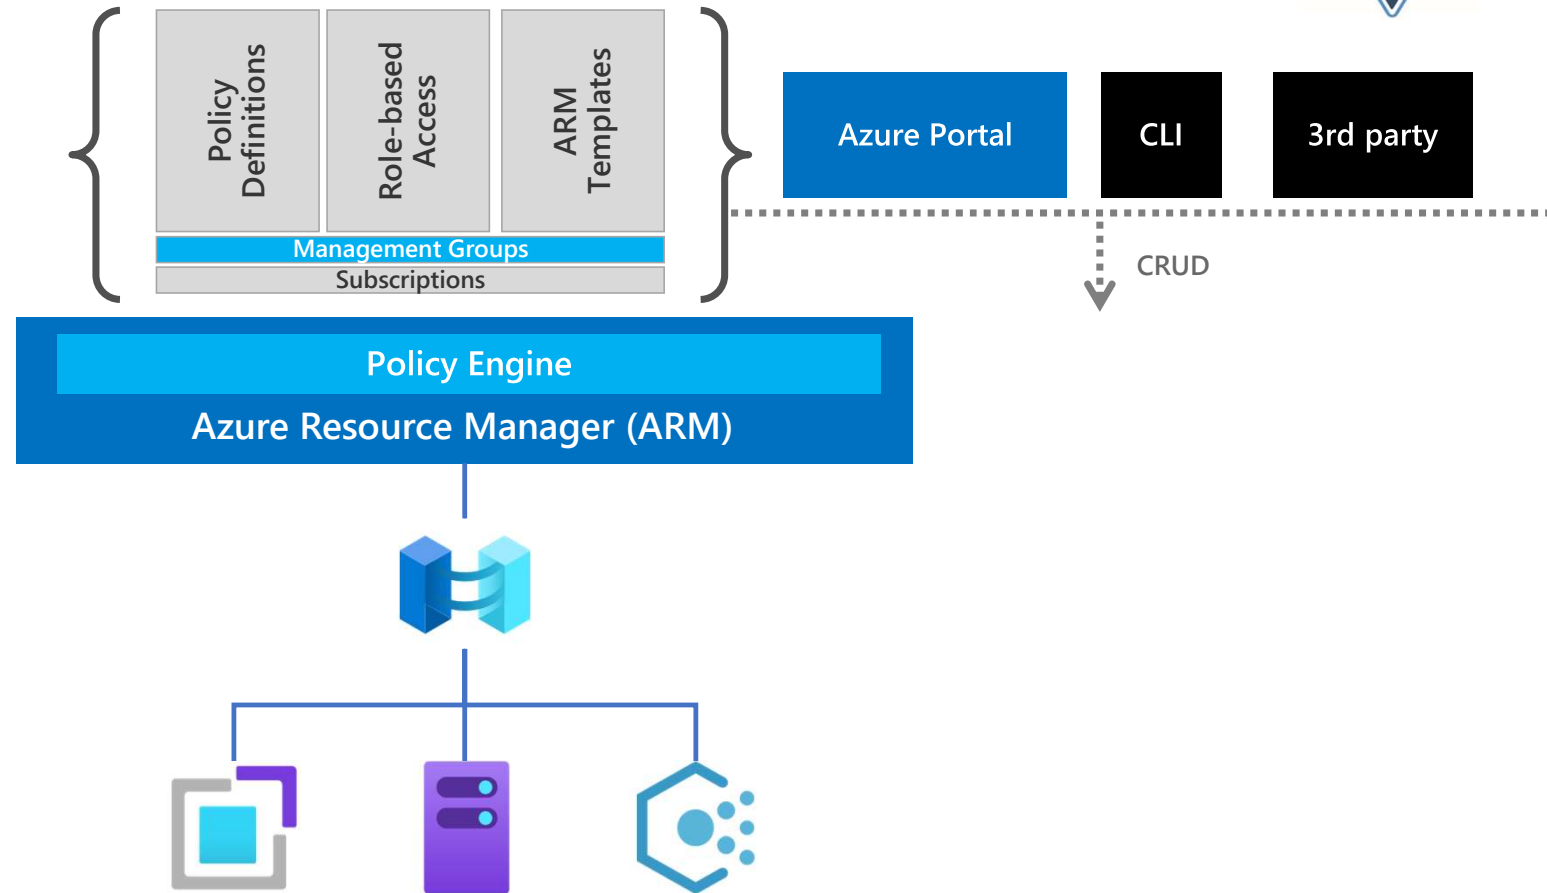 Policy
Definitions
Role-based
Access
ARM
Templates
Management Groups
Subscriptions
Azure Portal
CLI
3rd party
CRUD
Policy Engine
Azure Resource Manager (ARM)